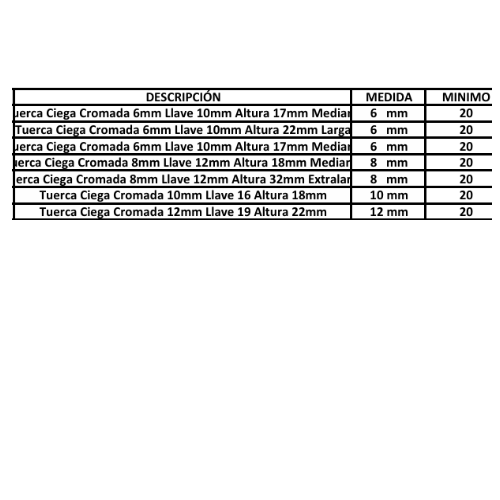 DESCRIPCIÓN MEDIDA MINIMO
uerca Ciega Cromada 6mm Llave 10mm Altura 17mm Median 6 mm 20
Tuerca Ciega Cromada 6mm Llave 10mm Altura 22mm Larga 6 mm 20
uerca Ciega Cromada 6mm Llave 10mm Altura 17mm Median 6 mm 20
uerca Ciega Cromada 8mm Llave 12mm Altura 18mm Median 8 mm 20
erca Ciega Cromada 8mm Llave 12mm Altura 32mm Extralar 8 mm 20
Tuerca Ciega Cromada 10mm Llave 16 Altura 18mm 10 mm 20
Tuerca Ciega Cromada 12mm Llave 19 Altura 22mm 12 mm 20